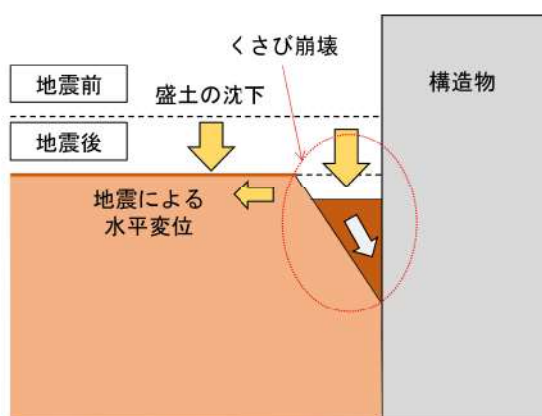 くさび崩壊
構造物
地震前
盛土の沈下
地震後
地震による
水平変位